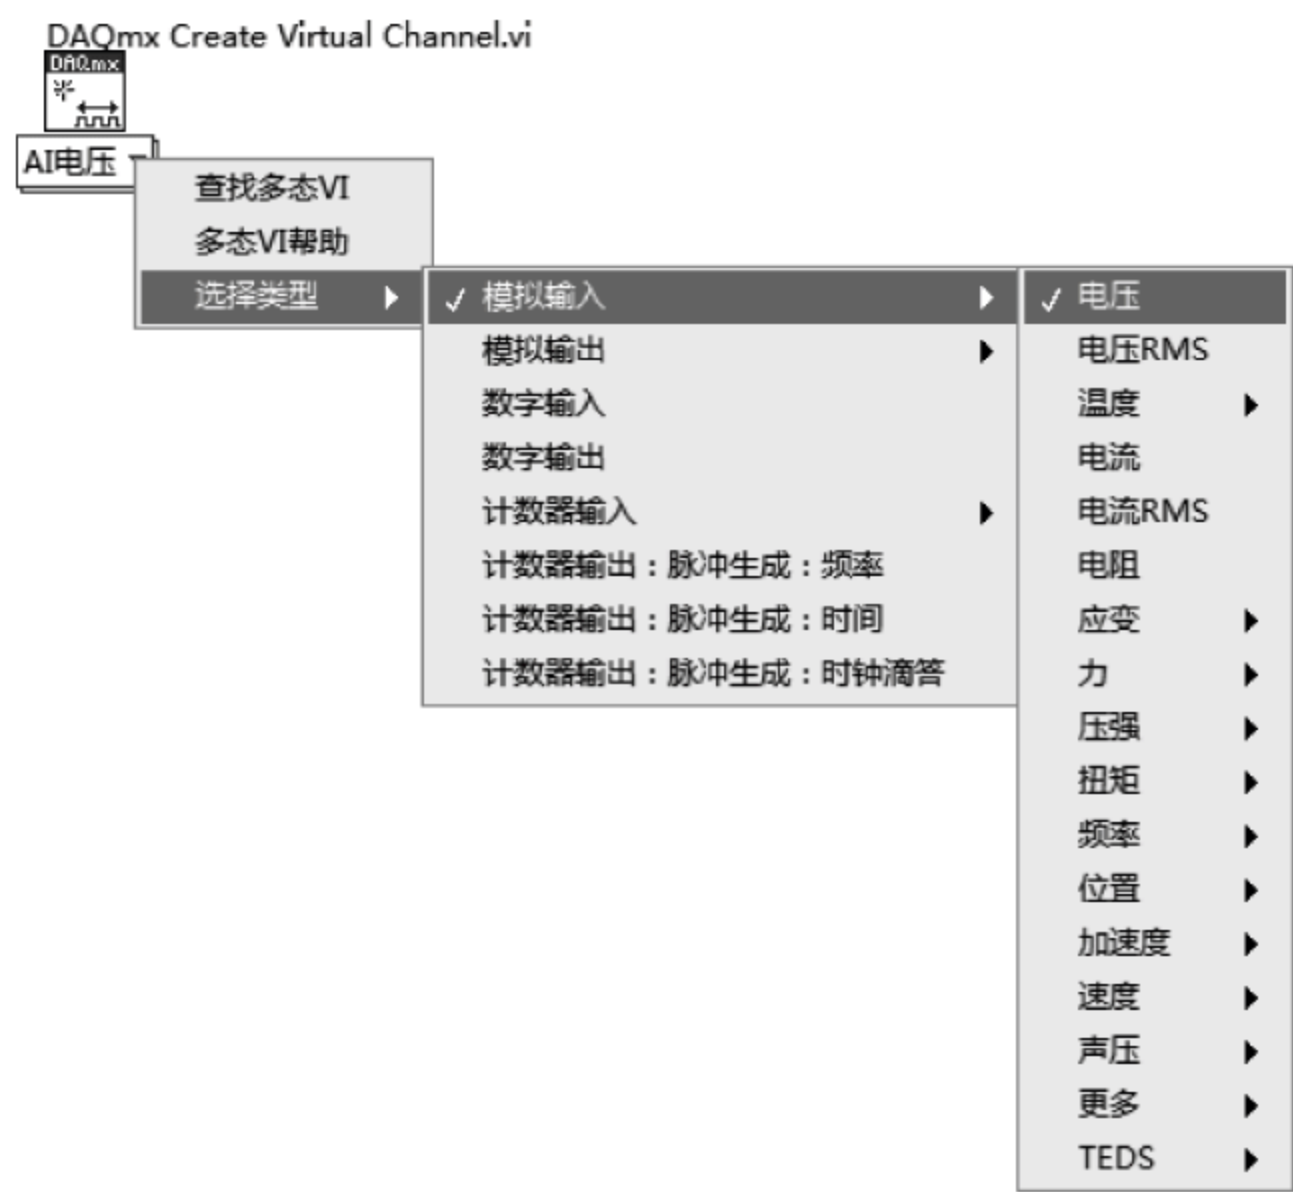 DAQmx Create Virtual Channel.vi
DAQmx
AI电压
查找多态VI
多态VI帮助
选择类型
模拟输入
模拟输出
数字输入
数字输出
计数器输入
计数器输出：脉冲生成：频率
计数器输出：脉冲生成：时间
计数器输出：脉冲生成：时钟滴答
电压
电压RMS
温度
电流
电流RMS
电阻
应变
力
压强
扭矩
频率
位置
加速度
速度
声压
更多
TEDS